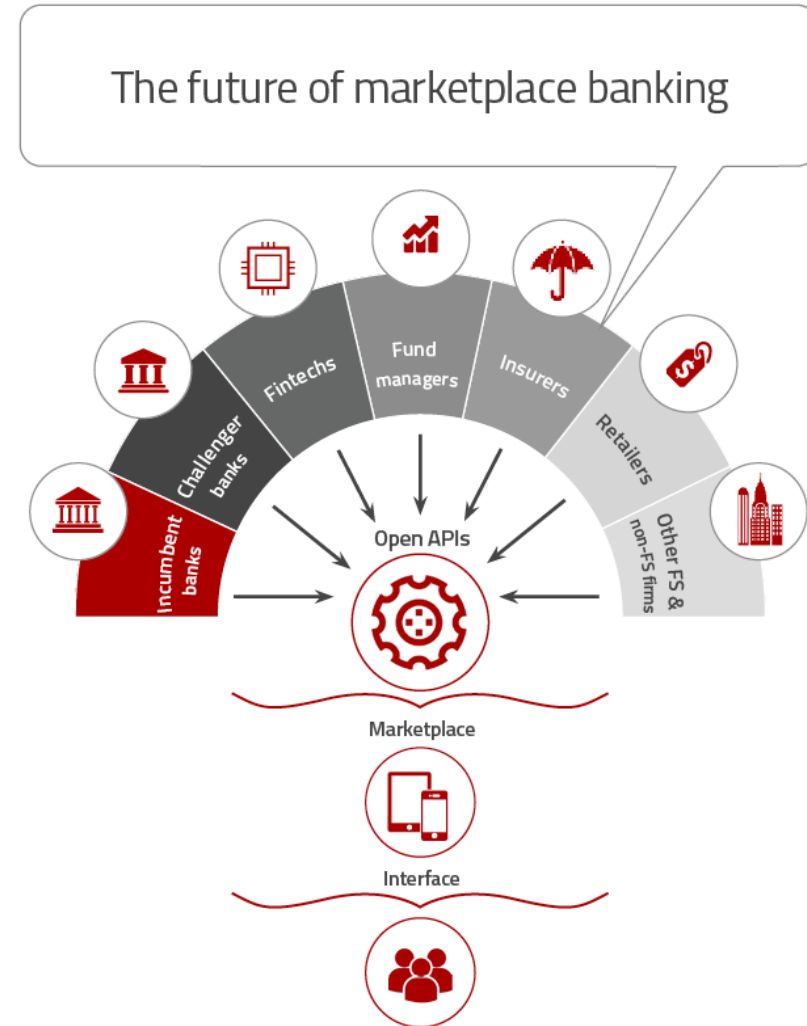 The future of marketplace banking
Incumbent
banks
Challenger
banks
Fintechs
Fund
managers
Insurers
Retailers
Other FS &
non-FS firms
Open APIs
Marketplace
Interface